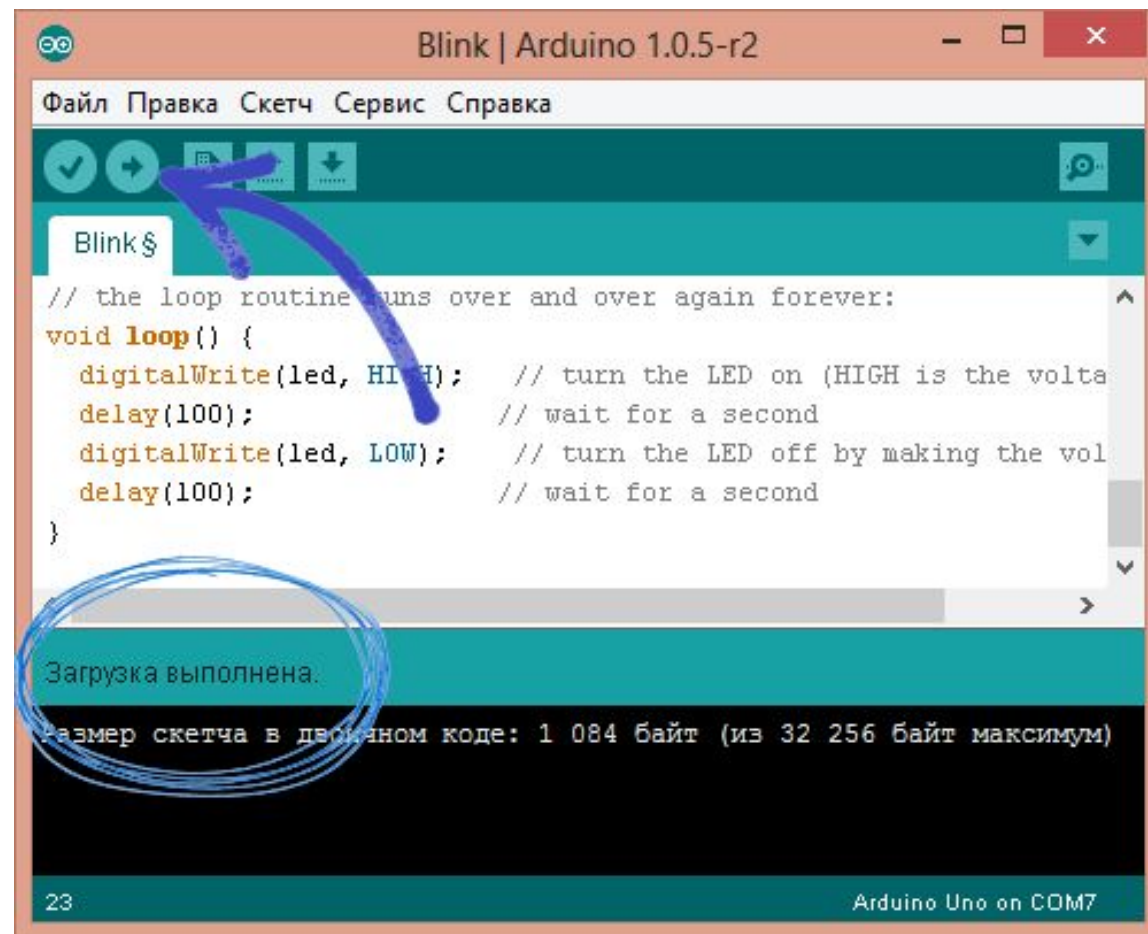 Blink | Arduino 1.0.5-r2
Файл Правка Скетч Сервис Справка
Blink §
// the loop routine runs over and over again forever:
void loop() {
digitalWrite(led, HIGH); // turn the LED on (HIGH is the volta
delay(100); // wait for a second
digitalWrite(led, LOW); // turn the LED off by making the vol
delay(100); // wait for a second
}
Загрузка выполнена.
Размер скетча в двоичном коде: 1 084 байт (из 32 256 байт максимум)
23 Arduino Uno on COM7